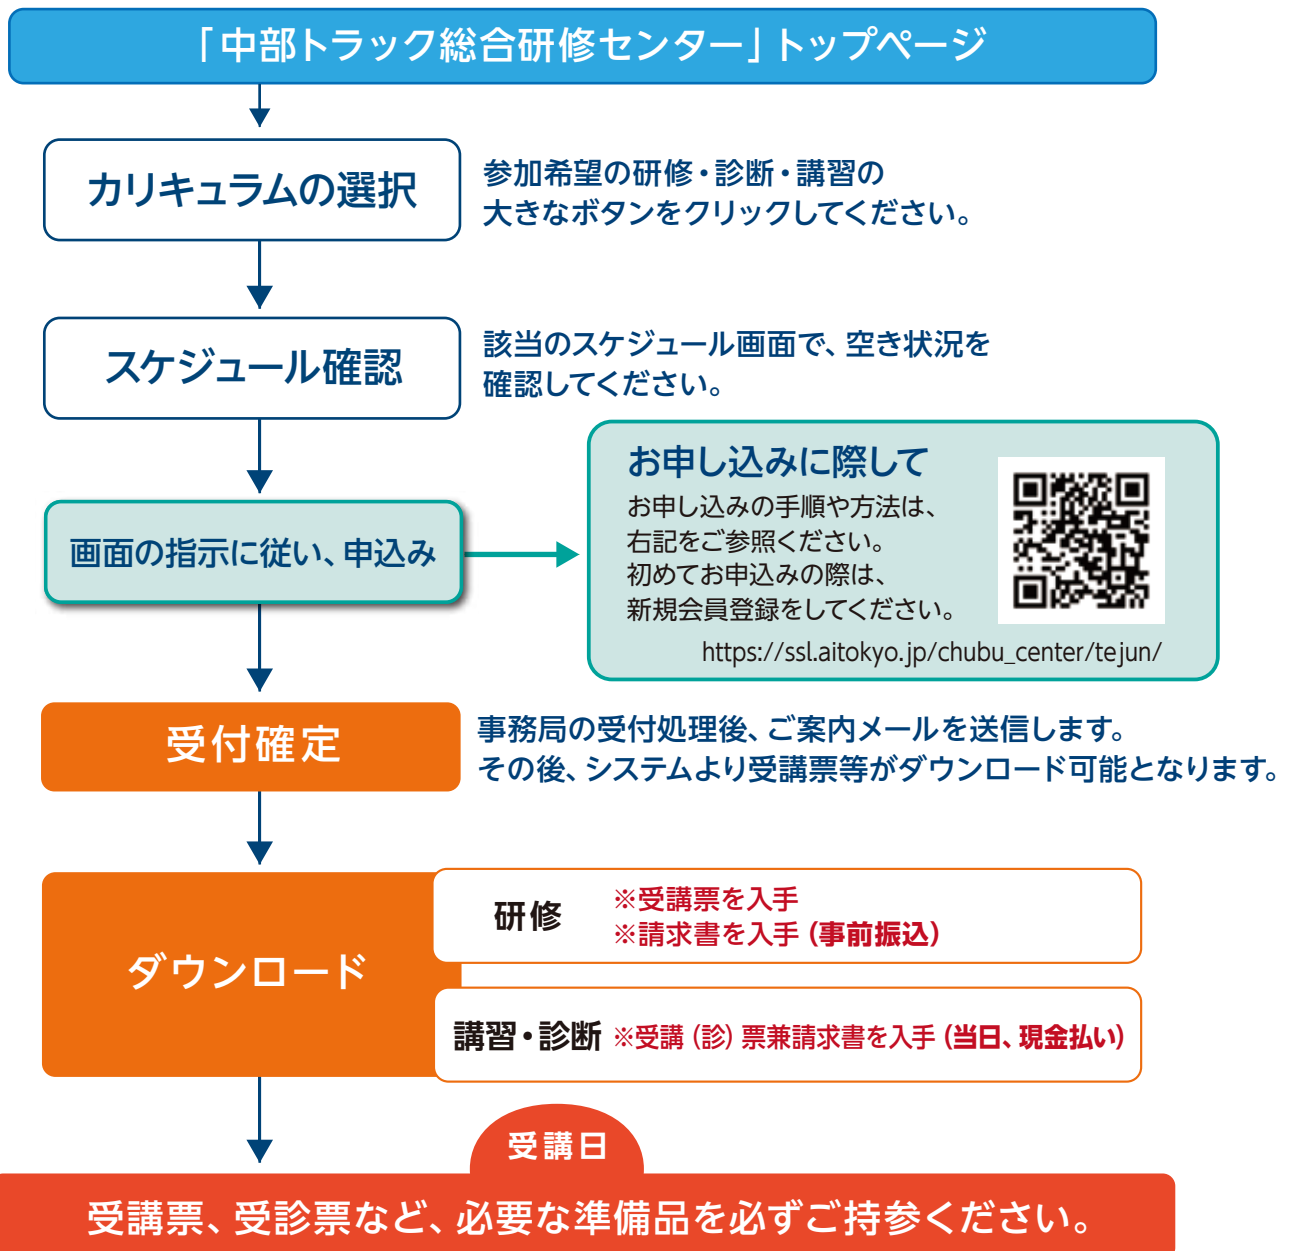 「中部トラック総合研修センター」トップページ
カリキュラムの選択
参加希望の研修・診断・講習の
大きなボタンをクリックしてください。
スケジュール確認
該当のスケジュール画面で、空き状況を
確認してください。
画面の指示に従い、申込み
お申し込みに際して
お申し込みの手順や方法は、
右記をご参照ください。
初めてお申込みの際は、
新規会員登録をしてください。
https://ssl.aitokyo.jp/chubu_center/tejun/
受付確定
事務局の受付処理後、ご案内メールを送信します。
その後、システムより受講票等がダウンロード可能となります。
ダウンロード
研修
※受講票を入手
※請求書を入手（事前振込）
講習・診断
※受講（診）票兼請求書を入手（当日、現金払い）
受講日
受講票、受診票など、必要な準備品を必ずご持参ください。